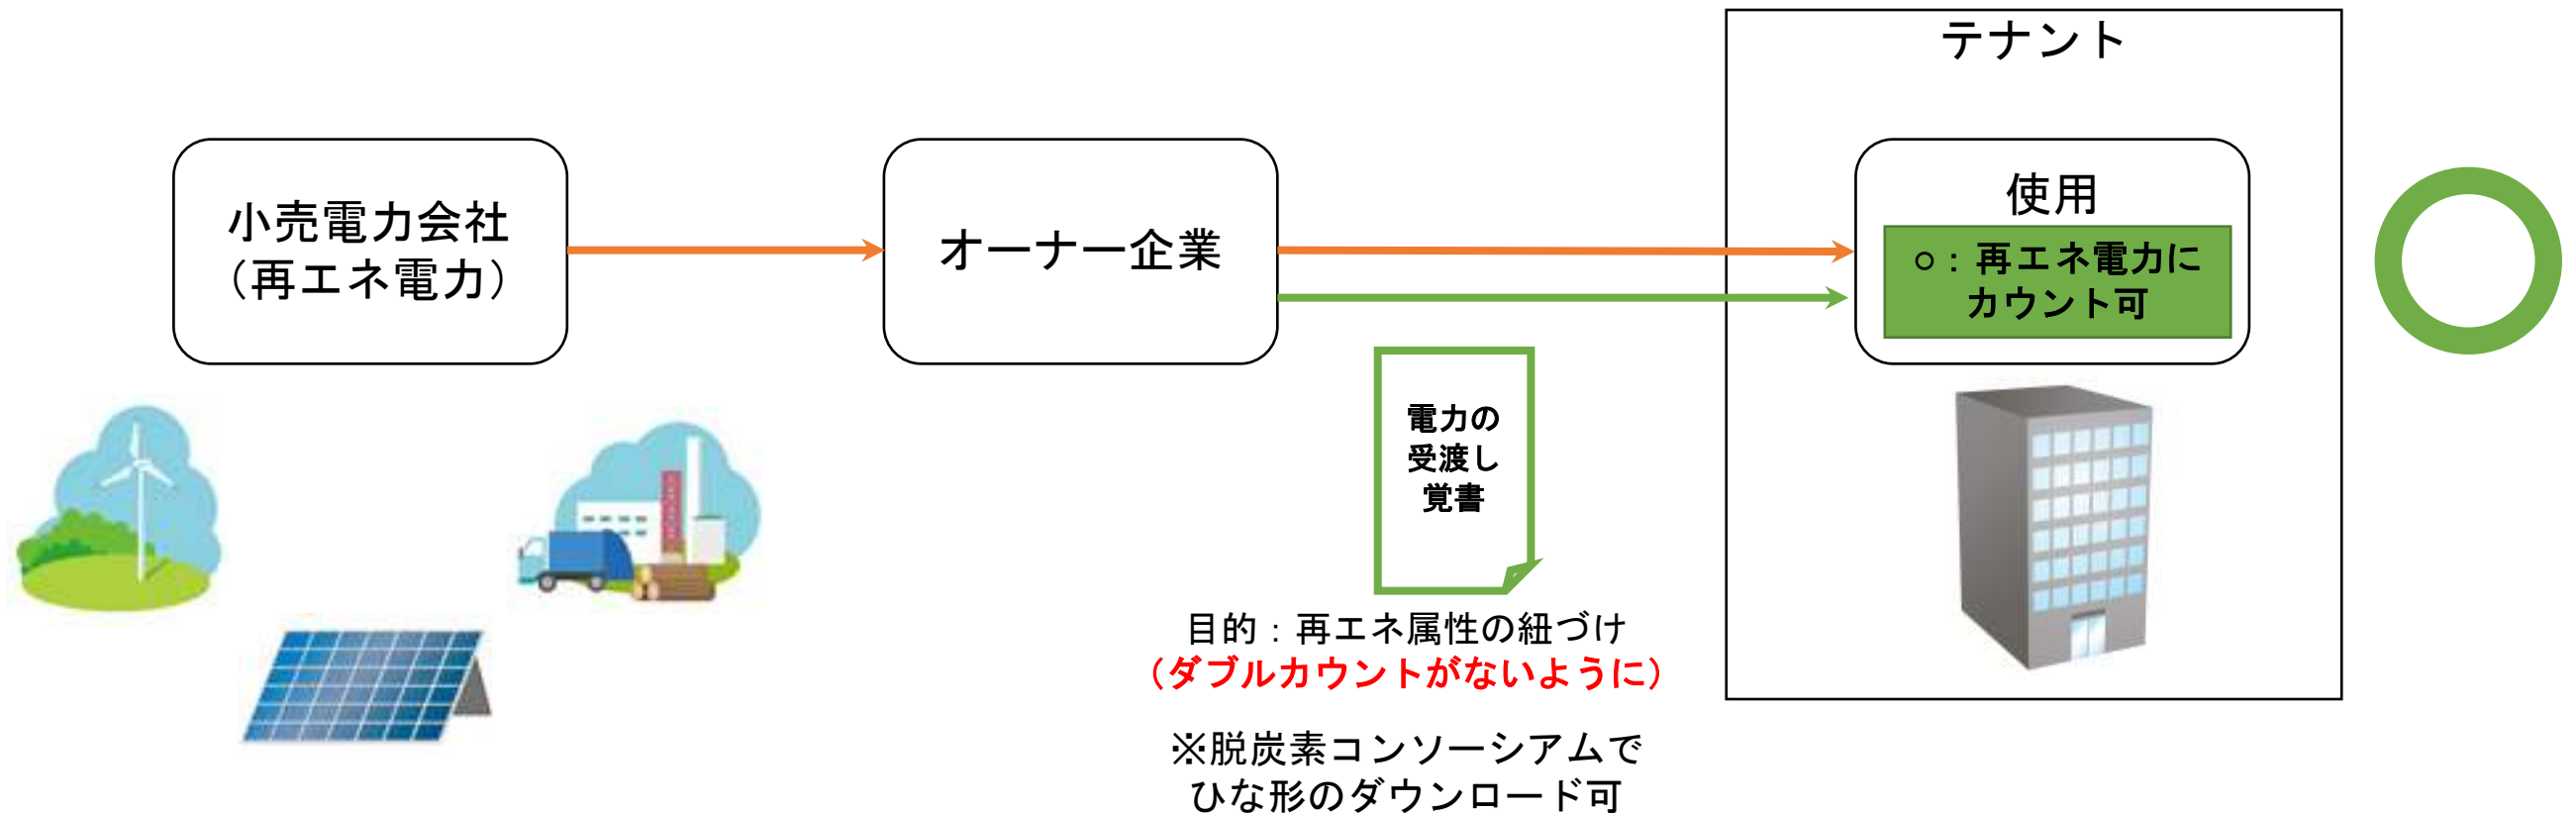 テナント
小売電力会社
（再エネ電力）
オーナー企業
使用
○：再エネ電力に
カウント可
電力の
受渡し
覚書
目的：再エネ属性の紐づけ
（ダブルカウントがないように）
※脱炭素コンソーシアムで
ひな形のダウンロード可